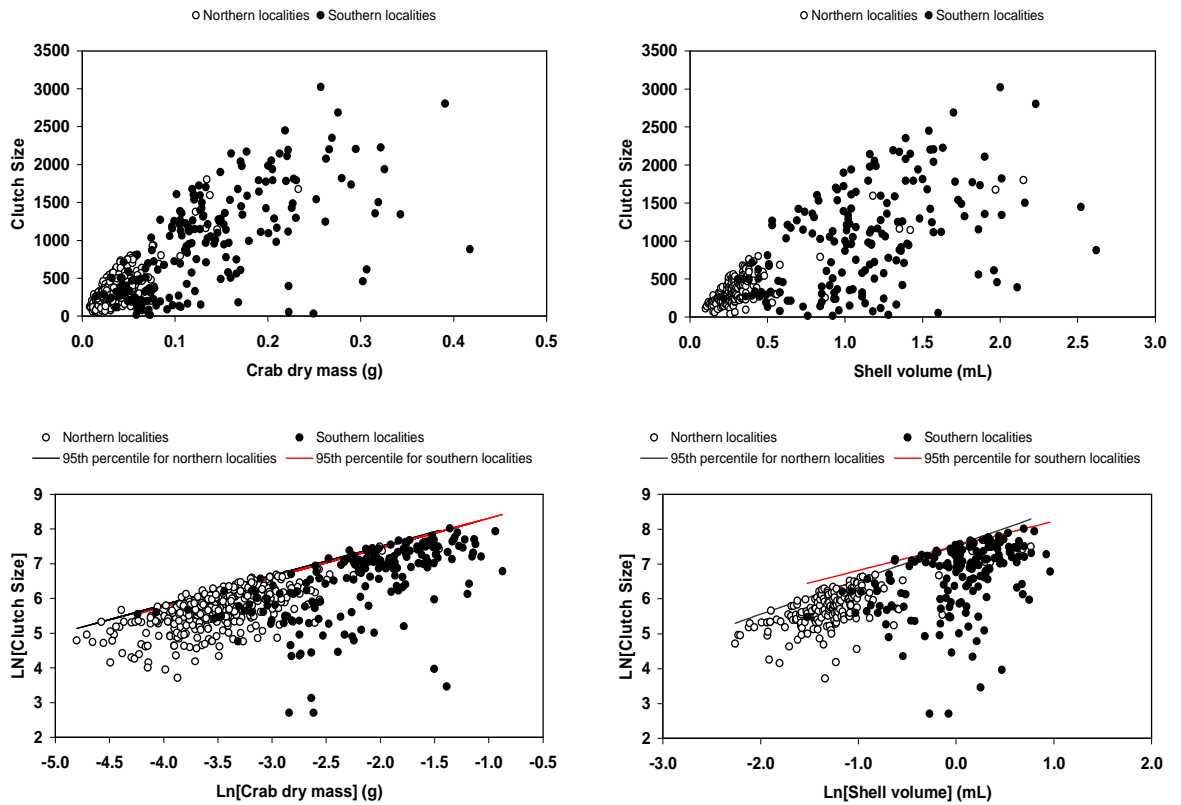 Northern localities Southern localities
3500
3000
2500
2000
1500
1000
500
0
Clutch Size
0.0 0.1 0.2 0.3 0.4 0.5
Crab dry mass (g)
Northern localities Southern localities
3500
3000
2500
2000
1500
1000
500
0
Clutch Size
0.0 0.5 1.0 1.5 2.0 2.5 3.0
Shell volume (mL)
Northern localities Southern localities
95th percentile for northern localities 95th percentile for southern localities
9
8
7
6
5
4
3
2
LN[Clutch Size]
-5.0 -4.5 -4.0 -3.5 -3.0 -2.5 -2.0 -1.5 -1.0 -0.5
Ln[Crab dry mass] (g)
Northern localities Southern localities
95th percentile for northern localities 95th percentile for southern localities
9
8
7
6
5
4
3
2
LN[Clutch Size]
-3.0 -2.0 -1.0 0.0 1.0 2.0
Ln[Shell volume] (mL)